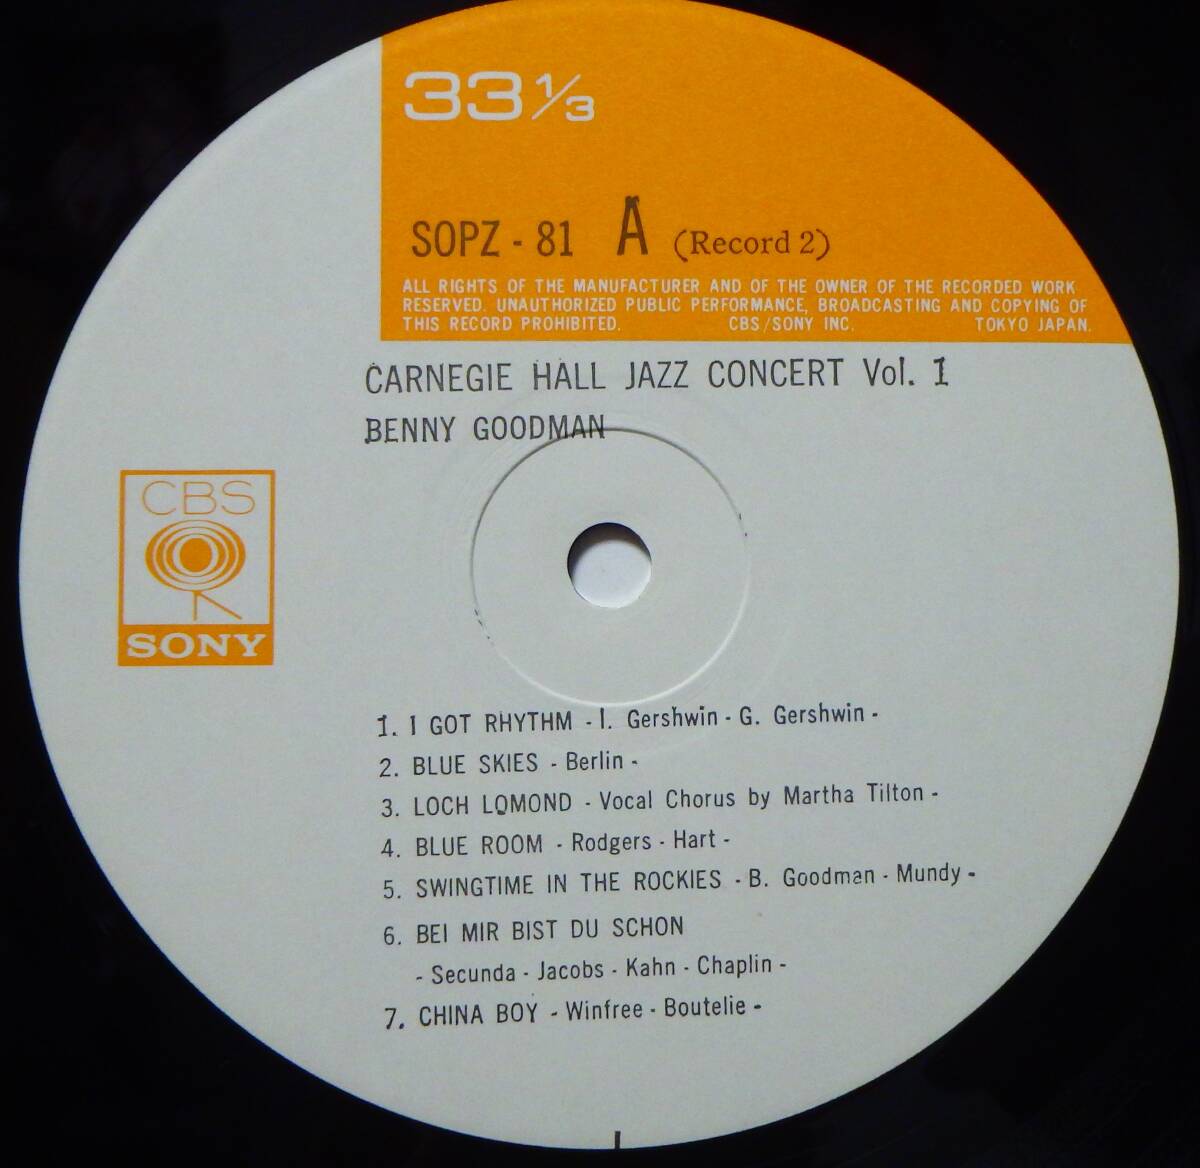 33 1/3
SOPZ - 81 A (Record 2)
ALL RIGHTS OF THE MANUFACTURER AND OF THE OWNER OF THE RECORDED WORK
RESERVED. UNAUTHORIZED PUBLIC PERFORMANCE, BROADCASTING AND COPYING OF
THIS RECORD PROHIBITED. CBS/SONY INC. TOKYO JAPAN.
CARNEGIE HALL JAZZ CONCERT Vol. 1
BENNY GOODMAN
CBS
SONY
1. I GOT RHYTHM - I. Gershwin - G. Gershwin -
2. BLUE SKIES - Berlin -
3. LOCH LOMOND - Vocal Chorus by Martha Tilton -
4. BLUE ROOM - Rodgers - Hart -
5. SWINGTIME IN THE ROCKIES - B. Goodman - Mundy -
6. BEI MIR BIST DU SCHON
- Secunda - Jacobs - Kahn - Chaplin -
7. CHINA BOY - Winfree - Boutelie -